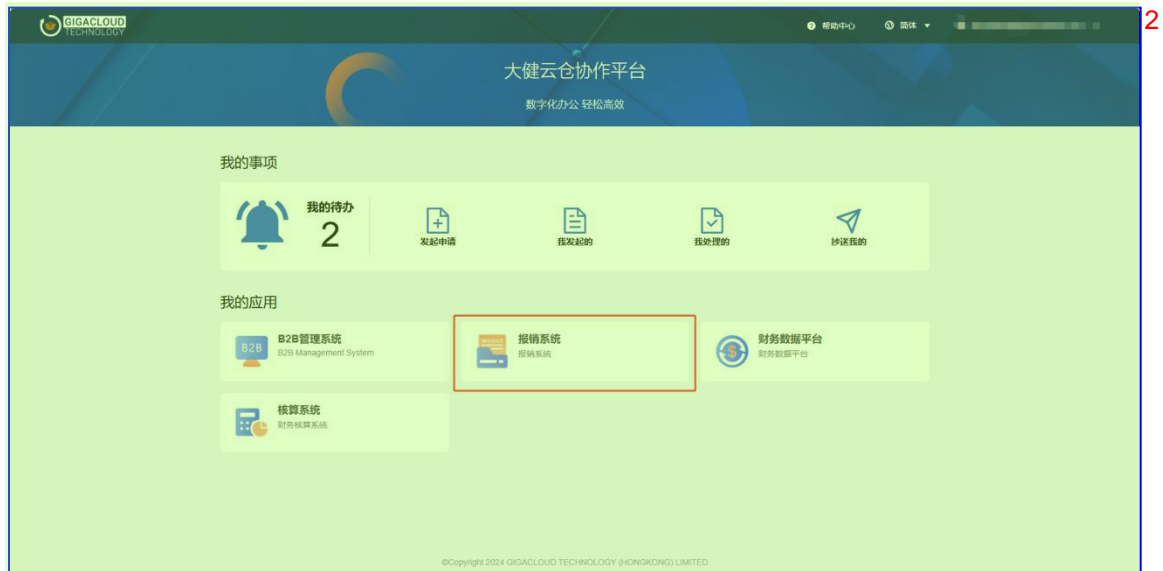 GIGACLOUD
TECHNOLOGY
帮助中心 简体
2
大健云仓协作平台
数字化办公 轻松高效
我的事项
我的待办
2
发起申请 我发起的 我处理的 抄送我的
我的应用
B2B
B2B管理系统
B2B Management System
报销系统
报销系统
财务数据平台
财务数据平台
核算系统
财务核算系统
©Copyright 2024 GIGACLOUD TECHNOLOGY (HONGKONG) LIMITED